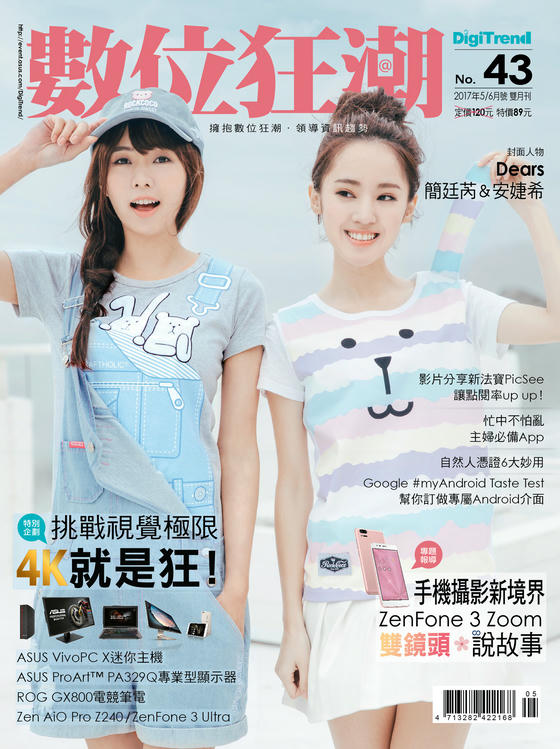 http://event.asus.com/DigiTrend/
數位狂潮
@
擁抱數位狂潮．領導資訊趨勢
DigiTrend
No. 43
2017年5/6月號 雙月刊
定價120元 特價89元
封面人物
Dears
簡廷芮&安婕希
ROCKCOCO
CRAFTHOLIC
影片分享新法寶PicSee
讓點閱率up up!
忙中不怕亂
主婦必備App
自然人憑證6大妙用
Google #myAndroid Taste Test
幫你訂做專屬Android介面
特別
企劃
挑戰視覺極限
4K就是狂!
ASUS VivoPC X迷你主機
ASUS ProArt™ PA329Q專業型顯示器
ROG GX800電競筆電
Zen AiO Pro Z240/ZenFone 3 Ultra
專題
報導
手機攝影新境界
ZenFone 3 Zoom
雙鏡頭 說故事
05
4 713282 422168